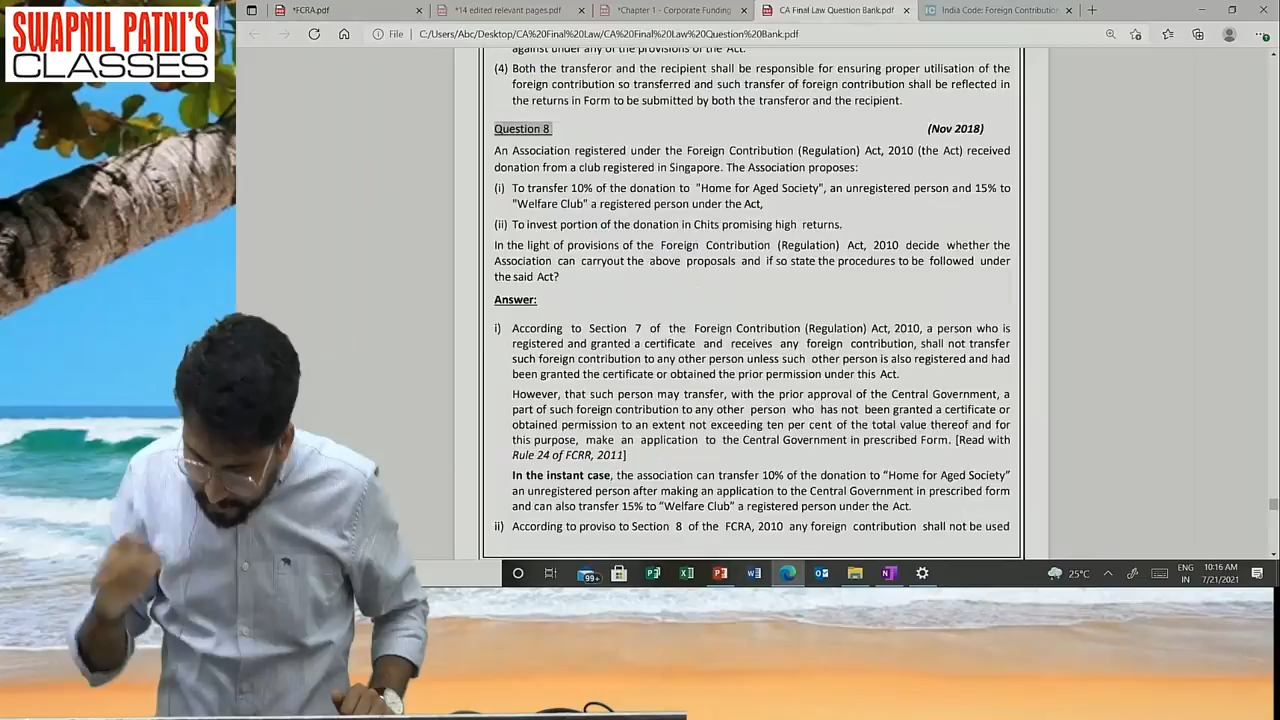 SWAPNIL PATNI'S
CLASSES
*FCRA.pdf
*14 edited relevant pages.pdf
*Chapter 1 - Corporate Funding
CA Final Law Question Bank.pdf
India Code: Foreign Contribution
File
C:/Users/Abc/Desktop/CA%20Final%20Law/CA%20Final%20Law%20Question%20Bank.pdf
against under any of the provisions of the Act.
(4) Both the transferor and the recipient shall be responsible for ensuring proper utilisation of the
foreign contribution so transferred and such transfer of foreign contribution shall be reflected in
the returns in Form to be submitted by both the transferor and the recipient.
Question 8 (Nov 2018)
An Association registered under the Foreign Contribution (Regulation) Act, 2010 (the Act) received
donation from a club registered in Singapore. The Association proposes:
(i) To transfer 10% of the donation to "Home for Aged Society", an unregistered person and 15% to
"Welfare Club" a registered person under the Act,
(ii) To invest portion of the donation in Chits promising high returns.
In the light of provisions of the Foreign Contribution (Regulation) Act, 2010 decide whether the
Association can carryout the above proposals and if so state the procedures to be followed under
the said Act?
Answer:
i) According to Section 7 of the Foreign Contribution (Regulation) Act, 2010, a person who is
registered and granted a certificate and receives any foreign contribution, shall not transfer
such foreign contribution to any other person unless such other person is also registered and had
been granted the certificate or obtained the prior permission under this Act.
However, that such person may transfer, with the prior approval of the Central Government, a
part of such foreign contribution to any other person who has not been granted a certificate or
obtained permission to an extent not exceeding ten per cent of the total value thereof and for
this purpose, make an application to the Central Government in prescribed Form. [Read with
Rule 24 of FCRR, 2011]
In the instant case, the association can transfer 10% of the donation to “Home for Aged Society”
an unregistered person after making an application to the Central Government in prescribed form
and can also transfer 15% to “Welfare Club” a registered person under the Act.
ii) According to proviso to Section 8 of the FCRA, 2010 any foreign contribution shall not be used
99+
25°C
ENG
IN
10:16 AM
7/21/2021